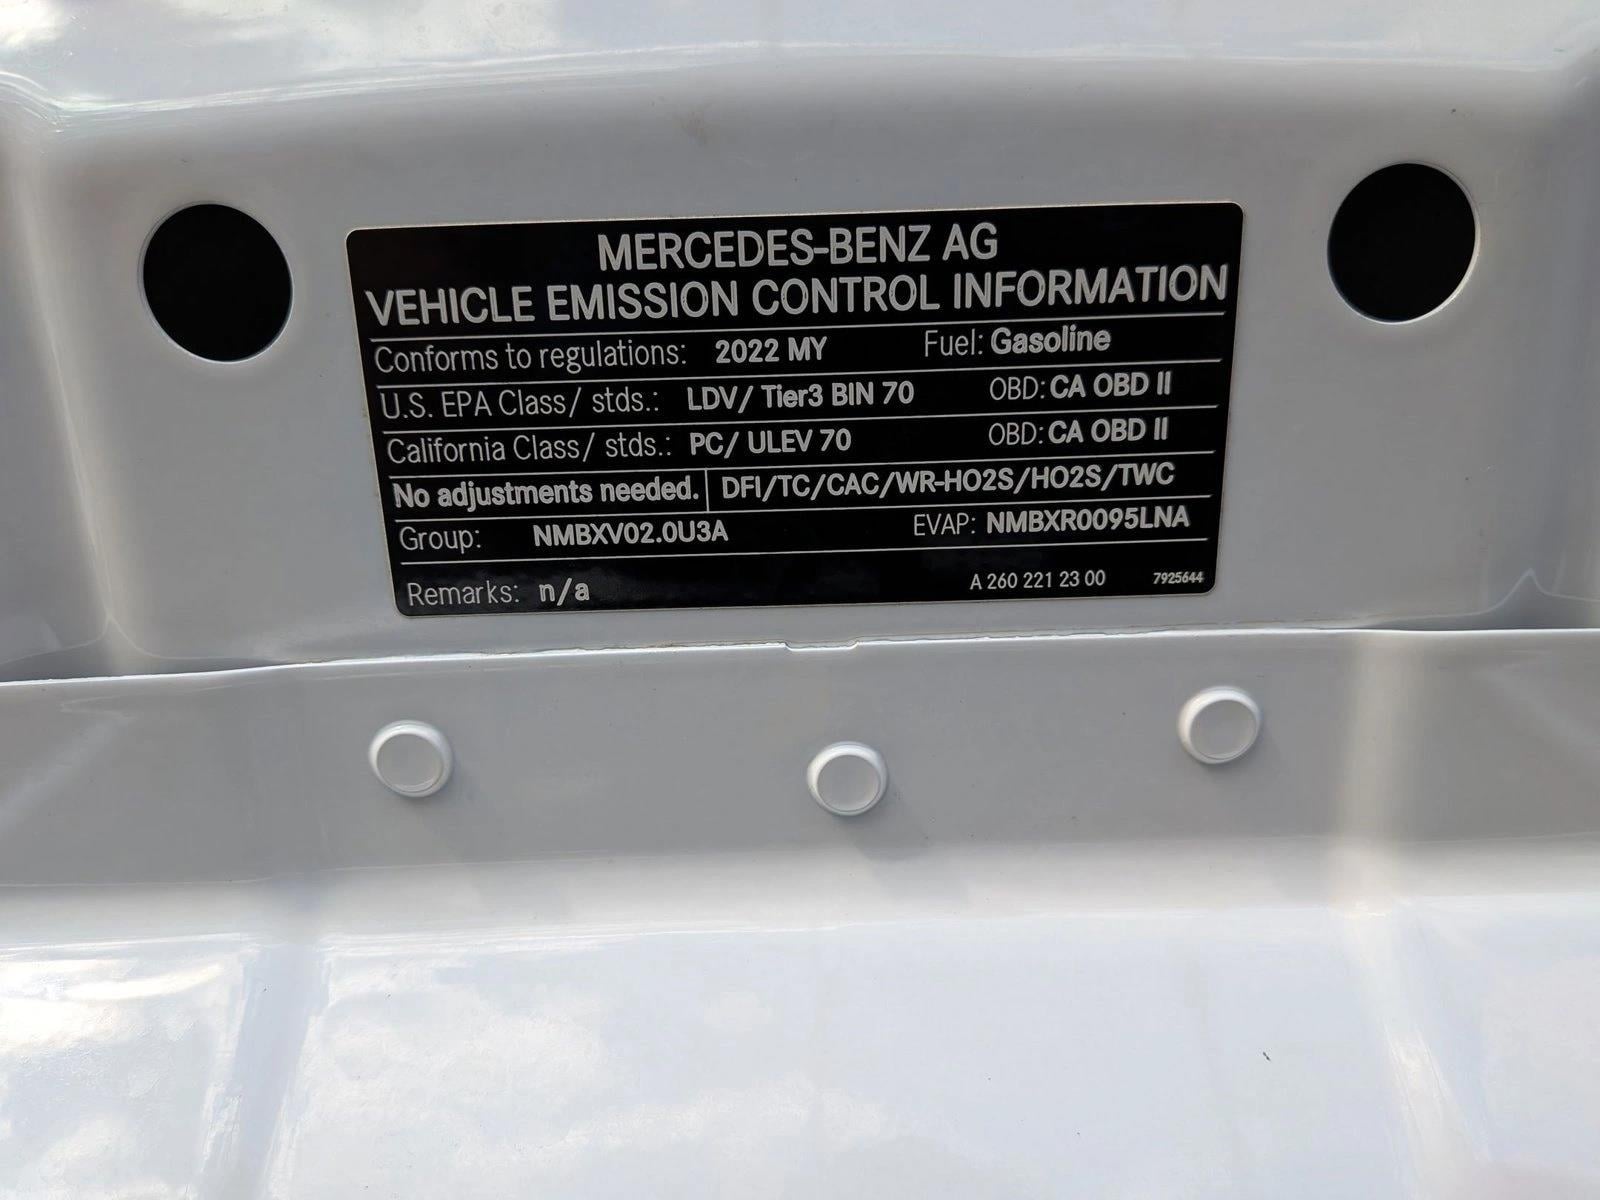 MERCEDES-BENZ AG
VEHICLE EMISSION CONTROL INFORMATION
Conforms to regulations: 2022 MY Fuel: Gasoline
U.S. EPA Class/ stds.: LDV/ Tier3 BIN 70 OBD: CA OBD II
California Class/ stds.: PC/ ULEV 70 OBD: CA OBD II
No adjustments needed. DFI/TC/CAC/WR-HO2S/HO2S/TWC
Group: NMBXV02.0U3A EVAP: NMBXR0095LNA
Remarks: n/a A 260 221 23 00 7925644